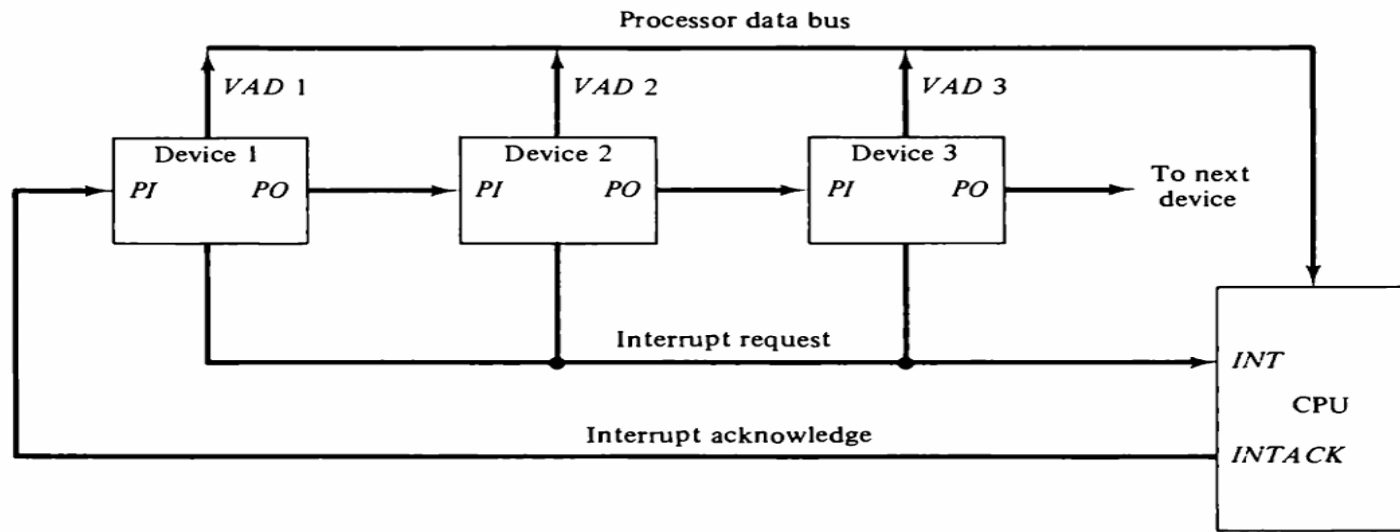 Processor data bus
VAD 1
VAD 2
VAD 3
Device 1
PI
PO
Device 2
PI
PO
Device 3
PI
PO
To next
device
Interrupt request
INT
CPU
Interrupt acknowledge
INTACK